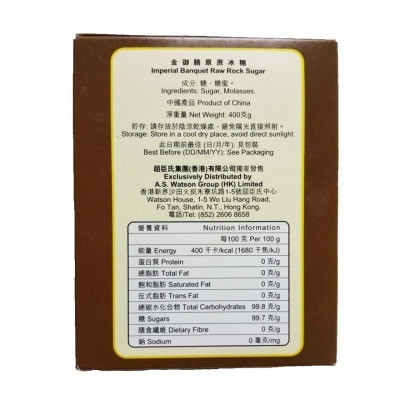 金御膳原蔗冰糖
Imperial Banquet Raw Rock Sugar
成份：糖，糖蜜。
Ingredients: Sugar, Molasses.
中國產品 Product of China
淨重量 Net Weight: 400克/g
貯存：請存放於陰涼乾燥處，避免陽光直接照射。
Storage: Store in a cool dry place, avoid direct sunlight.
此日期前最佳 (日/月/年)：見包裝
Best Before (DD/MM/YY): See Packaging
屈臣氏集團(香港)有限公司獨家發售
Exclusively Distributed by
A.S. Watson Group (HK) Limited
香港新界沙田火炭禾寮坑路1-5號屈臣氏中心
Watson House, 1-5 Wo Liu Hang Road,
Fo Tan, Shatin, N.T., Hong Kong.
電話/Tel: (852) 2606 8658
營養資料 Nutrition Information
每100克 Per 100 g
能量 Energy 400 千卡/kcal (1680 千焦/kJ)
蛋白質 Protein 0 克/g
總脂肪 Total Fat 0 克/g
飽和脂肪 Saturated Fat 0 克/g
反式脂肪 Trans Fat 0 克/g
總碳水化合物 Total Carbohydrates 99.8 克/g
糖 Sugars 99.7 克/g
膳食纖維 Dietary Fibre 0 克/g
鈉 Sodium 0 毫克/mg